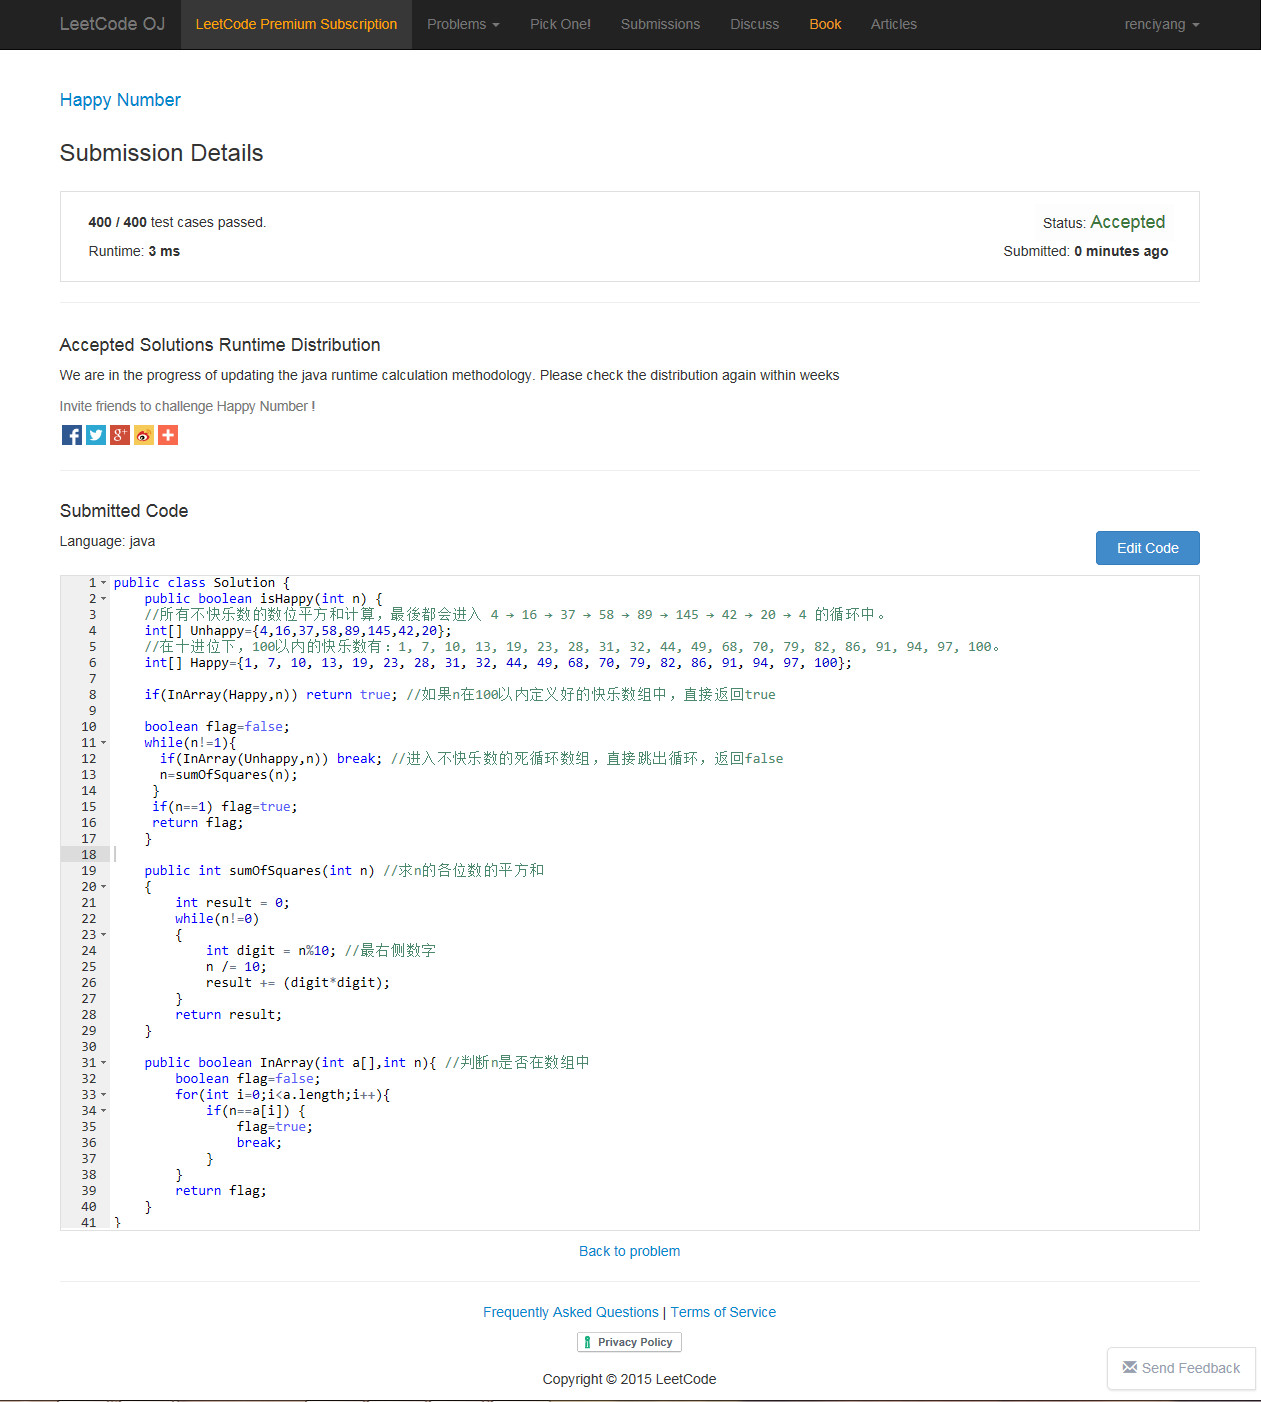 LeetCode OJ LeetCode Premium Subscription Problems Pick One! Submissions Discuss Book Articles renciyang
Happy Number
Submission Details
400 / 400 test cases passed. Status: Accepted
Runtime: 3 ms Submitted: 0 minutes ago
Accepted Solutions Runtime Distribution
We are in the progress of updating the java runtime calculation methodology. Please check the distribution again within weeks
Invite friends to challenge Happy Number !
Submitted Code
Language: java Edit Code
1 public class Solution {
2 public boolean isHappy(int n) {
3 //所有不快乐数的数位平方和计算，最後都会进入 4 → 16 → 37 → 58 → 89 → 145 → 42 → 20 → 4 的循环中。
4 int[] Unhappy={4,16,37,58,89,145,42,20};
5 //在十进位下，100以内的快乐数有：1, 7, 10, 13, 19, 23, 28, 31, 32, 44, 49, 68, 70, 79, 82, 86, 91, 94, 97, 100。
6 int[] Happy={1, 7, 10, 13, 19, 23, 28, 31, 32, 44, 49, 68, 70, 79, 82, 86, 91, 94, 97, 100};
7
8 if(InArray(Happy,n)) return true; //如果n在100以内定义好的快乐数组中，直接返回true
9
10 boolean flag=false;
11 while(n!=1){
12 if(InArray(Unhappy,n)) break; //进入不快乐数的死循环数组，直接跳出循环，返回false
13 n=sumOfSquares(n);
14 }
15 if(n==1) flag=true;
16 return flag;
17 }
18
19 public int sumOfSquares(int n) //求n的各位数的平方和
20 {
21 int result = 0;
22 while(n!=0)
23 {
24 int digit = n%10; //最右侧数字
25 n /= 10;
26 result += (digit*digit);
27 }
28 return result;
29 }
30
31 public boolean InArray(int a[],int n){ //判断n是否在数组中
32 boolean flag=false;
33 for(int i=0;i<a.length;i++){
34 if(n==a[i]) {
35 flag=true;
36 break;
37 }
38 }
39 return flag;
40 }
41 }
Back to problem
Frequently Asked Questions | Terms of Service
Privacy Policy
Send Feedback
Copyright © 2015 LeetCode